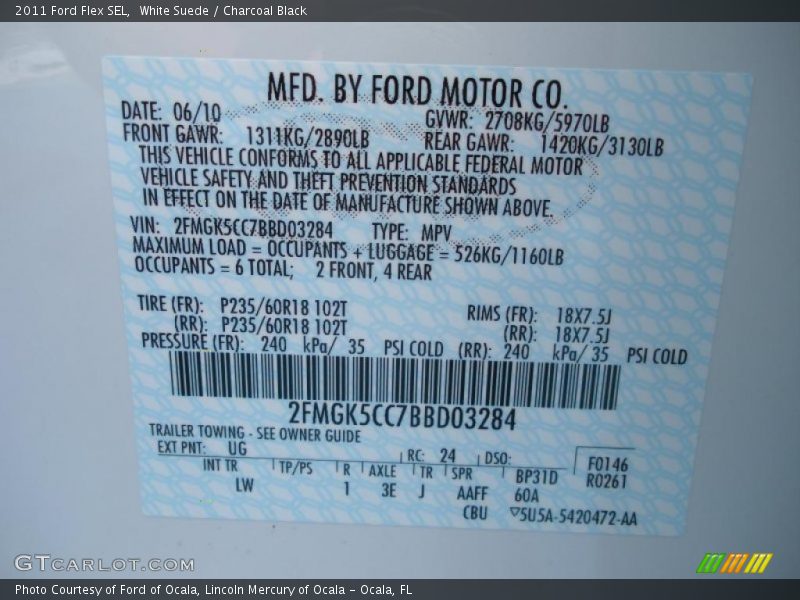 2011 Ford Flex SEL, White Suede / Charcoal Black
MFD. BY FORD MOTOR CO.
DATE: 06/10 GVWR: 2708KG/5970LB
FRONT GAWR: 1311KG/2890LB REAR GAWR: 1420KG/3130LB
THIS VEHICLE CONFORMS TO ALL APPLICABLE FEDERAL MOTOR
VEHICLE SAFETY AND THEFT PREVENTION STANDARDS
IN EFFECT ON THE DATE OF MANUFACTURE SHOWN ABOVE.
VIN: 2FMGK5CC7BBD03284 TYPE: MPV
MAXIMUM LOAD = OCCUPANTS + LUGGAGE = 526KG/1160LB
OCCUPANTS = 6 TOTAL; 2 FRONT, 4 REAR
TIRE (FR): P235/60R18 102T RIMS (FR): 18X7.5J
(RR): P235/60R18 102T (RR): 18X7.5J
PRESSURE (FR): 240 kPa/ 35 PSI COLD (RR): 240 kPa/ 35 PSI COLD
2FMGK5CC7BBD03284
TRAILER TOWING - SEE OWNER GUIDE
EXT PNT: UG RC: 24 DSO: F0146
INT TR TP/PS R AXLE TR SPR BP31D R0261
LW 1 3E J AAFF 60A
CBU ▽5U5A-5420472-AA
GTCARLOT.COM
Photo Courtesy of Ford of Ocala, Lincoln Mercury of Ocala – Ocala, FL